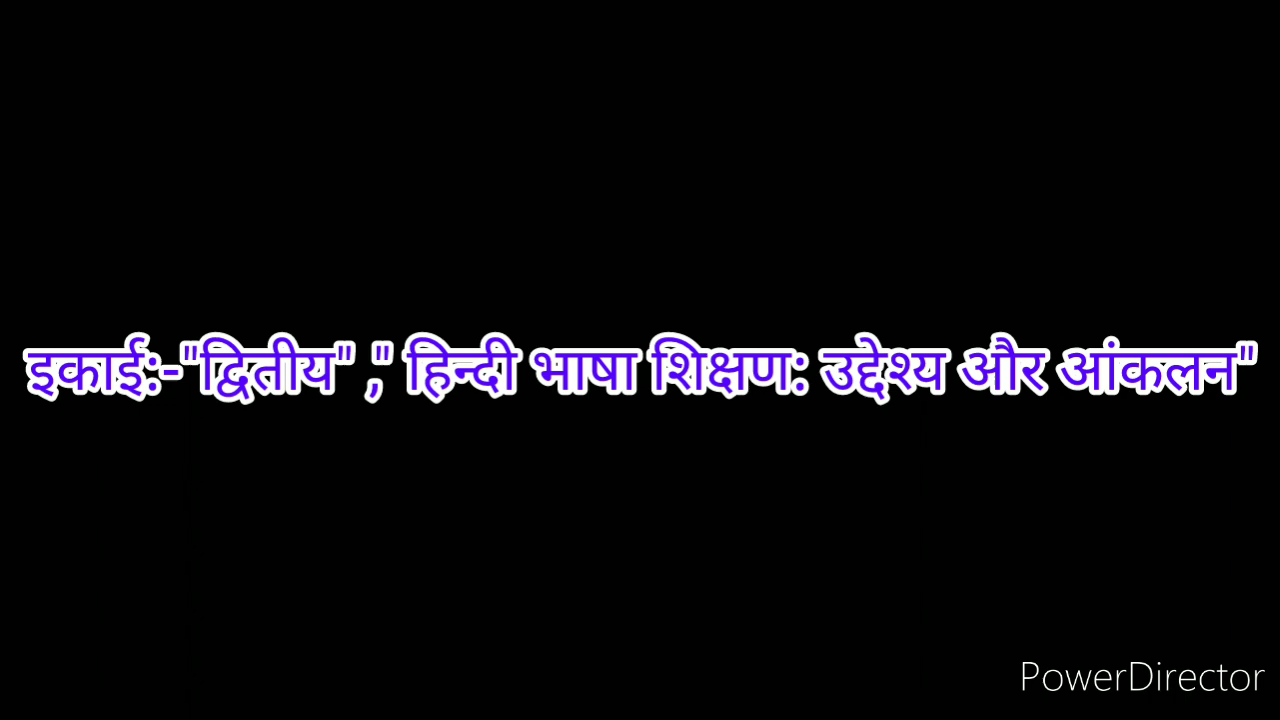 इकाई:-"द्वितीय" ," हिन्दी भाषा शिक्षण: उद्देश्य और आंकलन"
PowerDirector